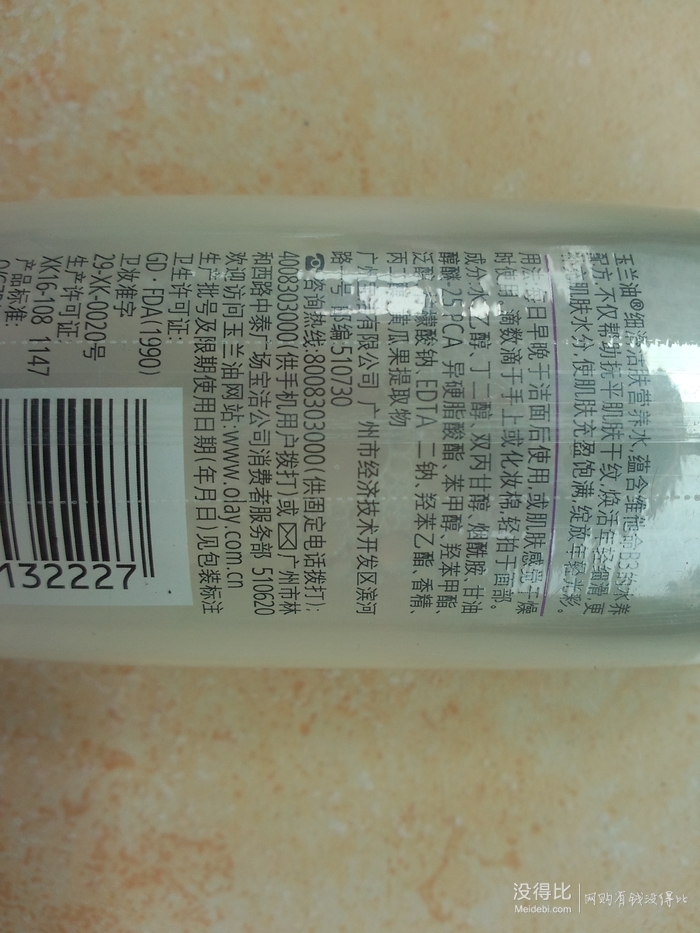 玉兰油®细 肤营养水,蕴含维他命B3的水养
配方,不仅帮助抚平肌肤干纹,焕活年轻细滑,更
肌肤水分,使肌肤充盈饱满,绽放年轻光彩。
用法:每日早晚于洁面后使用,或肌肤感觉干燥
时使用,滴数滴于手上或化妆棉,轻拍于面部。
成分:水、乙醇、丁二醇、双丙甘醇、烟酰胺、甘油
醇醚-25 PCA 异硬脂酸酯、苯甲醇、羟苯甲酯、
泛醇、 酸钠、EDTA 二钠、羟苯乙酯、香精、
丙二醇、黄瓜果提取物
广州宝洁有限公司 广州市经济技术开发区滨河
路一号 邮编:510730
☎咨询热线:8008303000(供固定电话拨打);
4008303000(供手机用户拨打)或✉广州市林
和西路中泰广场宝洁公司消费者服务部 510620
欢迎访问玉兰油网站:www.olay.com.cn
生产批号及限期使用日期(年月日)见包装标注
卫生许可证:
GD·FDA(1990)
卫妆准字
29-XK-0020号
生产许可证:
XK16-108 1147
产品标准:
132227
没得比
Meidebi.com
网购有钱没得比